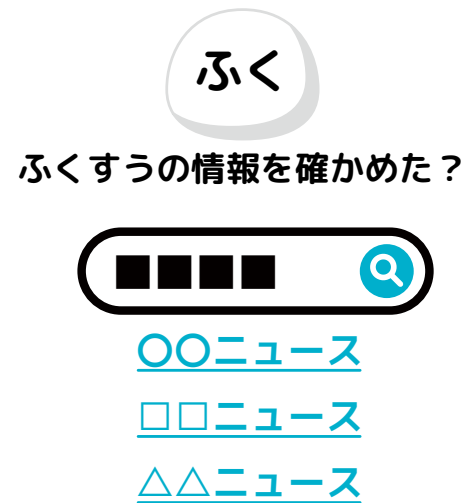 ふく
ふくすうの情報を確かめた？
■■■■
〇〇ニュース
□□ニュース
△△ニュース